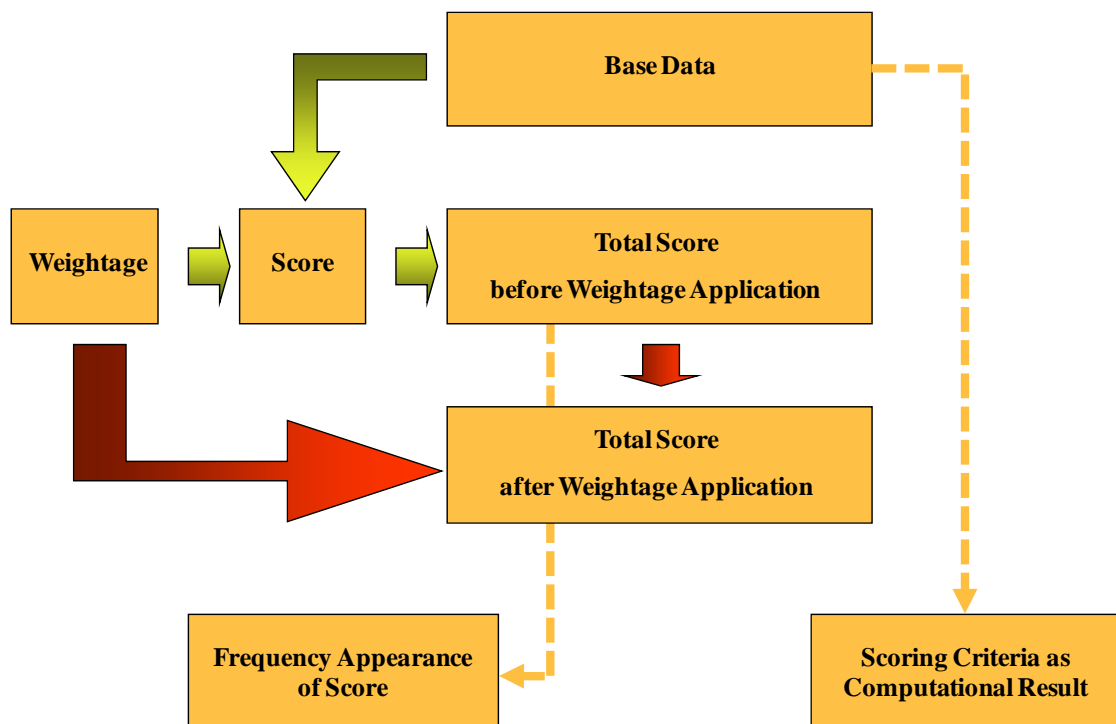 Base Data
Weightage
Score
Total Score
before Weightage Application
Total Score
after Weightage Application
Frequency Appearance
of Score
Scoring Criteria as
Computational Result